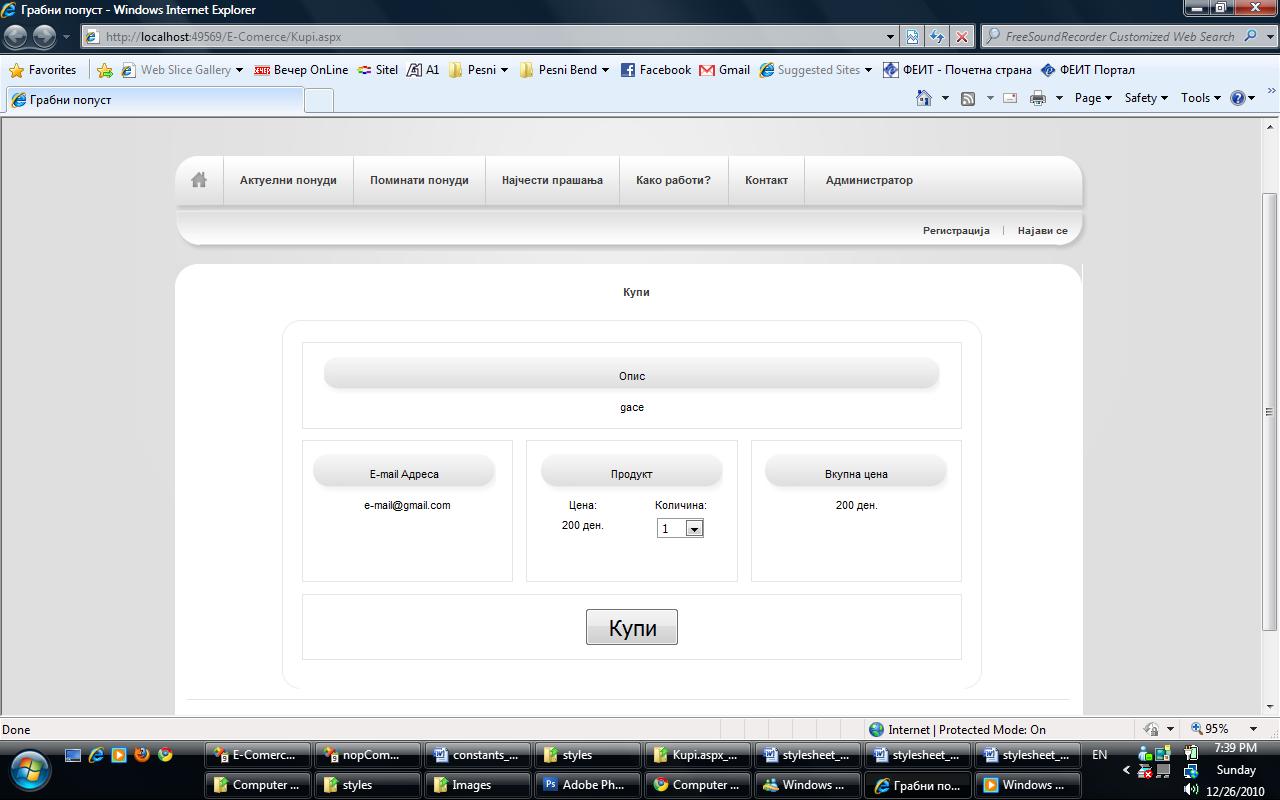 Грабни попуст - Windows Internet Explorer
http://localhost:49569/E-Comerce/Kupi.aspx
FreeSoundRecorder Customized Web Search
Favorites Web Slice Gallery Вечер OnLine Sitel A1 Pesni Pesni Bend Facebook Gmail Suggested Sites ФЕИТ - Почетна страна ФЕИТ Портал
Грабни попуст
Page Safety Tools
Актуелни понуди Поминати понуди Најчести прашања Како работи? Контакт Администратор
Регистрација | Најави се
Купи
Опис
gace
E-mail Адреса Продукт Вкупна цена
e-mail@gmail.com Цена: Количина: 200 ден.
200 ден. 1
Купи
Done Internet | Protected Mode: On 95%
E-Comerc... nopCom... constants_... styles Kupi.aspx_... stylesheet_... stylesheet_... stylesheet_... EN 7:39 PM
Sunday
Computer ... styles Images Adobe Ph... Computer ... Windows ... Грабни по... Windows ... 12/26/2010